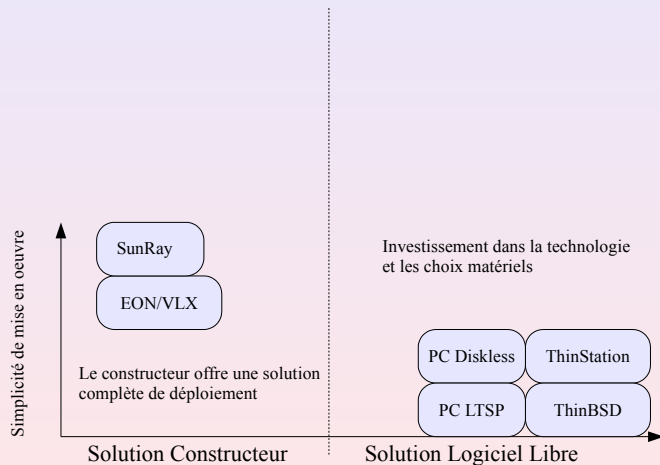 Simplicité de mise en oeuvre
SunRay
EON/VLX
Le constructeur offre une solution
complète de déploiement
Investissement dans la technologie
et les choix matériels
PC Diskless
ThinStation
PC LTSP
ThinBSD
Solution Constructeur
Solution Logiciel Libre